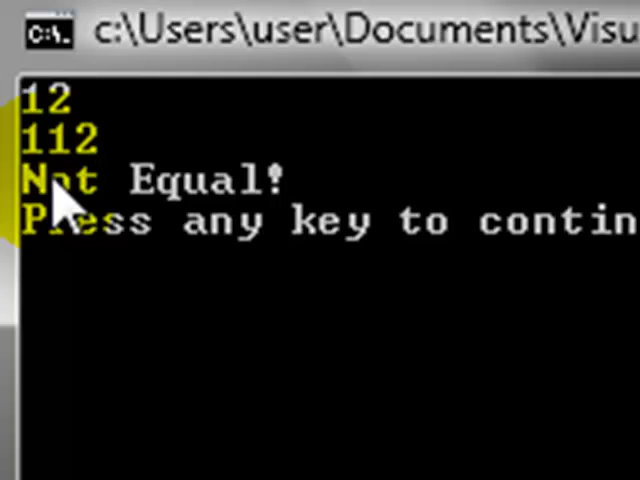 c:\Users\user\Documents\Visu
12
112
Not Equal!
Press any key to contin